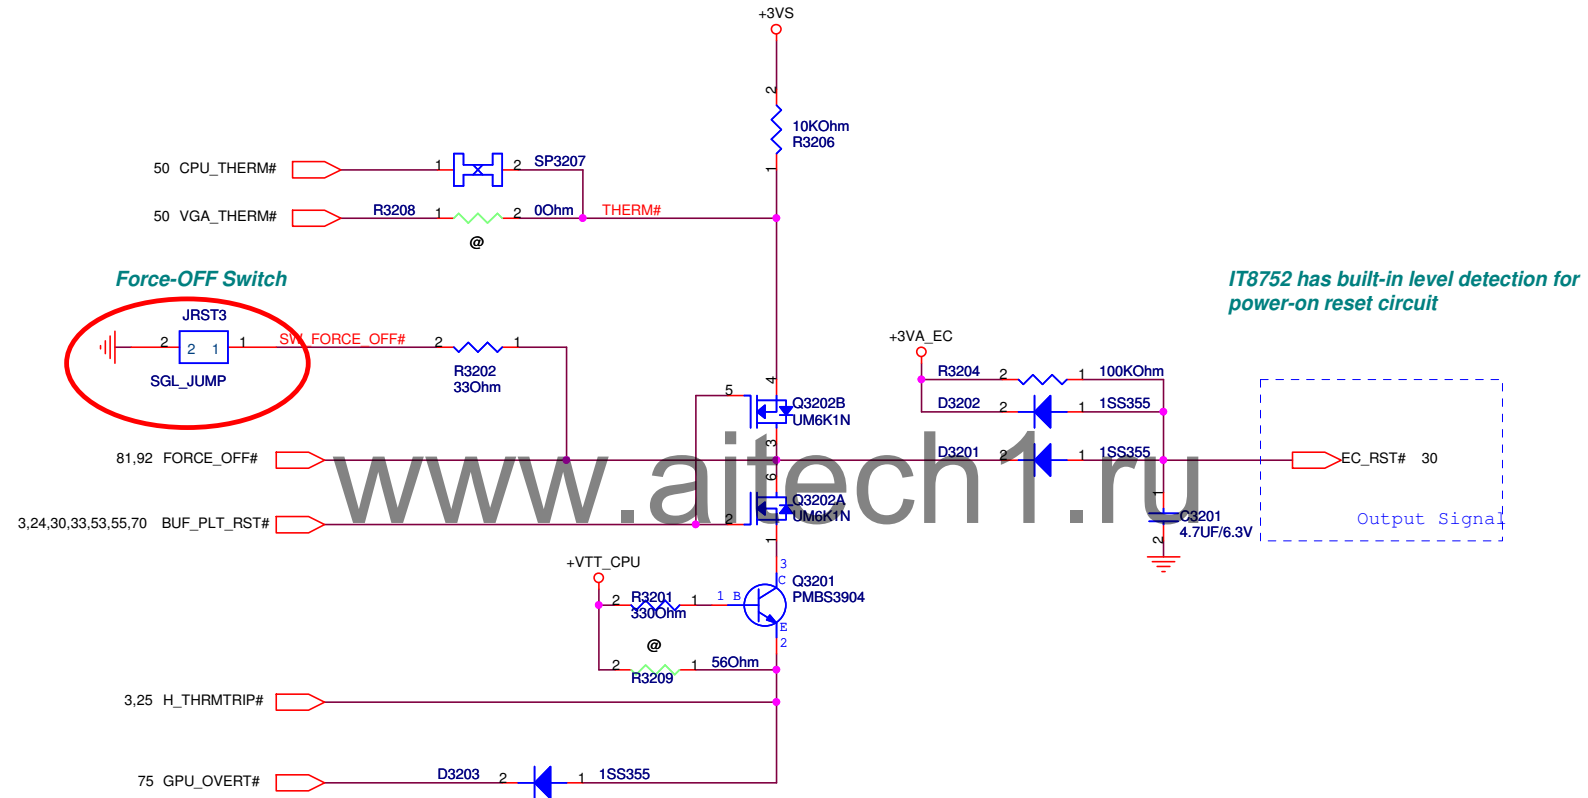 +3VS
2
10KOhm
R3206
1
50 CPU_THERM#
1
2
SP3207
50 VGA_THERM#
R3208
1
2
0Ohm
THERM#
@
Force-OFF Switch
IT8752 has built-in level detection for
power-on reset circuit
JRST3
2
2 1
1
SW_FORCE_OFF#
SGL_JUMP
2
1
R3202
33Ohm
+3VA_EC
R3204
2
1
100KOhm
D3202
2
1
1SS355
5
4
Q3202B
UM6K1N
3
81,92 FORCE_OFF#
D3201
2
1
1SS355
EC_RST# 30
www.aitech1.ru
6
Q3202A
UM6K1N
2
1
3,24,30,33,53,55,70 BUF_PLT_RST#
1
C3201
4.7UF/6.3V
2
Output Signal
+VTT_CPU
2
R3201
330Ohm
1
1 B
3
C
Q3201
PMBS3904
E
2
@
2
R3209
1
56Ohm
3,25 H_THRMTRIP#
75 GPU_OVERT#
D3203
2
1
1SS355